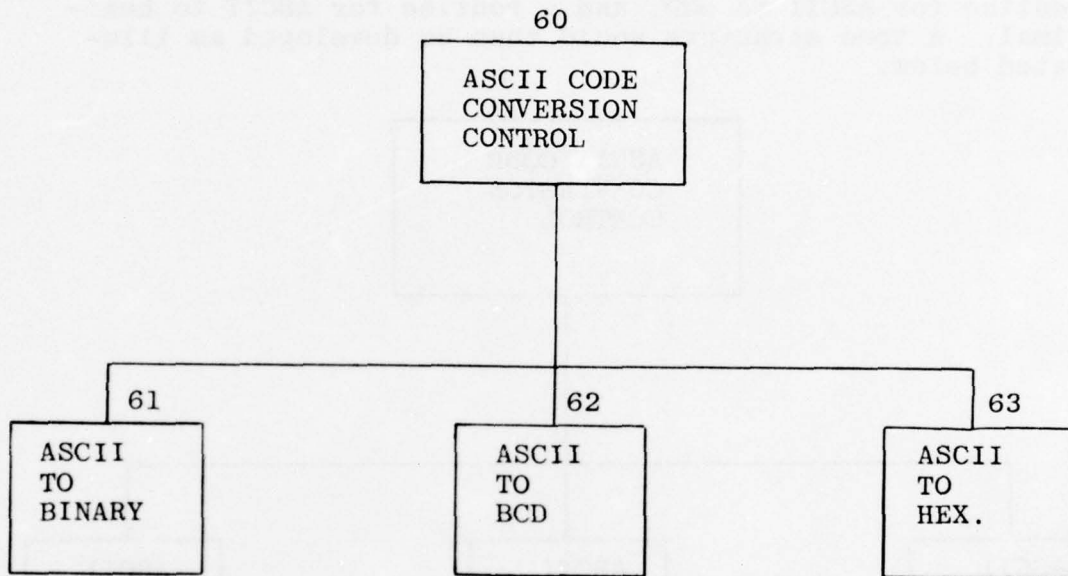 60
ASCII CODE
CONVERSION
CONTROL
61
ASCII
TO
BINARY
62
ASCII
TO
BCD
63
ASCII
TO
HEX.